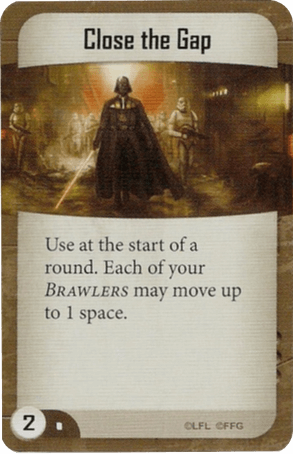 Close the Gap
Use at the start of a
round. Each of your
BRAWLERS may move up
to 1 space.
2
©LFL ©FFG